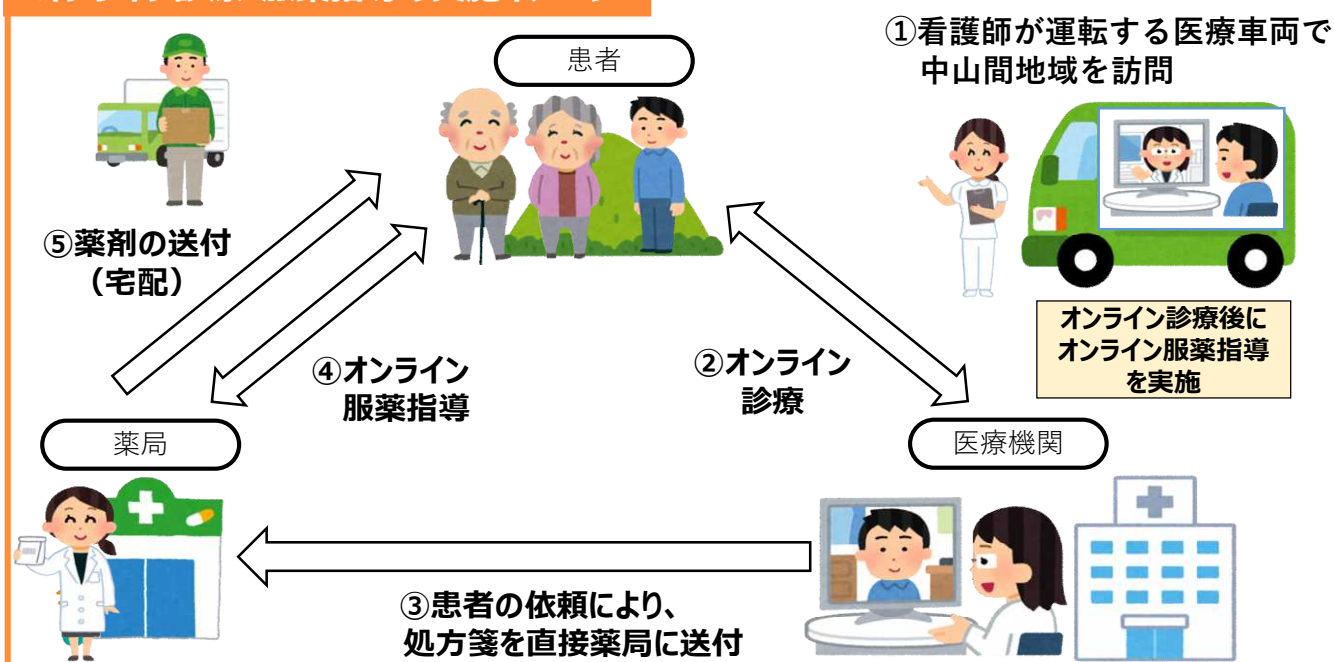 患者
①看護師が運転する医療車両で
中山間地域を訪問
⑤薬剤の送付
（宅配）
オンライン診療後に
オンライン服薬指導
を実施
④オンライン
服薬指導
②オンライン
診療
薬局
医療機関
③患者の依頼により、
処方箋を直接薬局に送付